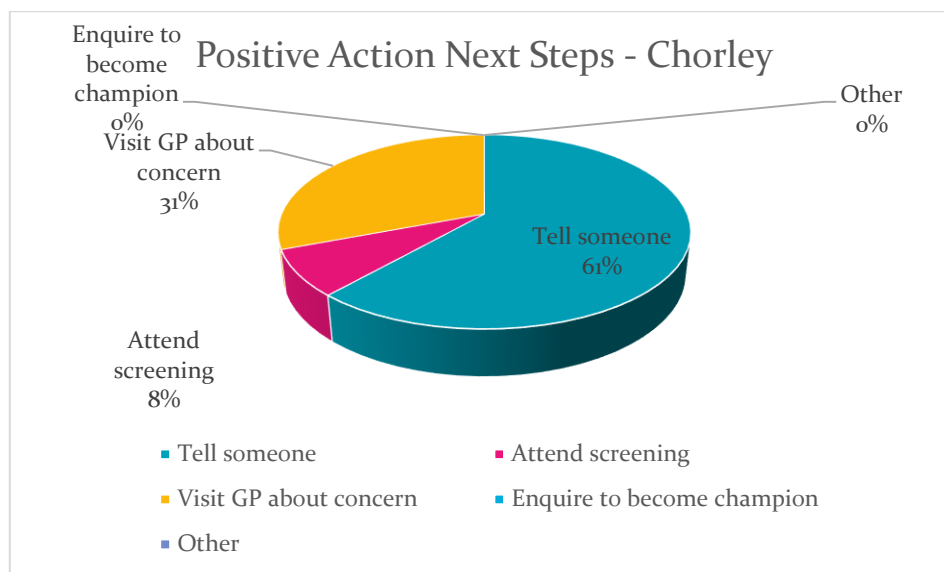 Positive Action Next Steps - Chorley
Enquire to
become
champion
0%
Other
0%
Visit GP about
concern
31%
Tell someone
61%
Attend
screening
8%
Tell someone
Attend screening
Visit GP about concern
Enquire to become champion
Other